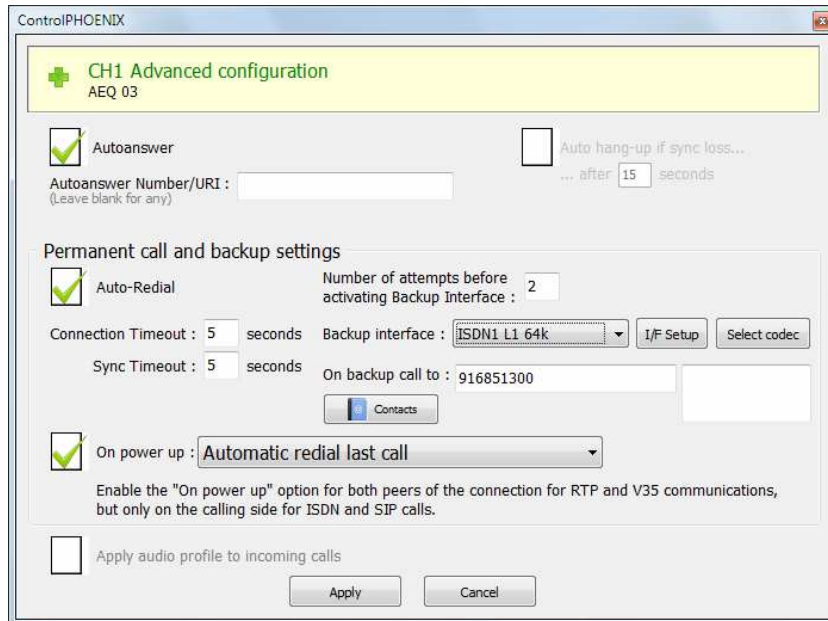 ControlPHOENIX
CH1 Advanced configuration
AEQ 03
Autoanswer
Auto hang-up if sync loss...
... after 15 seconds
Autoanswer Number/URI :
(Leave blank for any)
Permanent call and backup settings
Auto-Redial
Number of attempts before
activating Backup Interface : 2
Connection Timeout : 5 seconds
Backup interface : ISDN1 L1 64k
I/F Setup
Select codec
Sync Timeout : 5 seconds
On backup call to : 916851300
Contacts
On power up : Automatic redial last call
Enable the "On power up" option for both peers of the connection for RTP and V35 communications,
but only on the calling side for ISDN and SIP calls.
Apply audio profile to incoming calls
Apply
Cancel